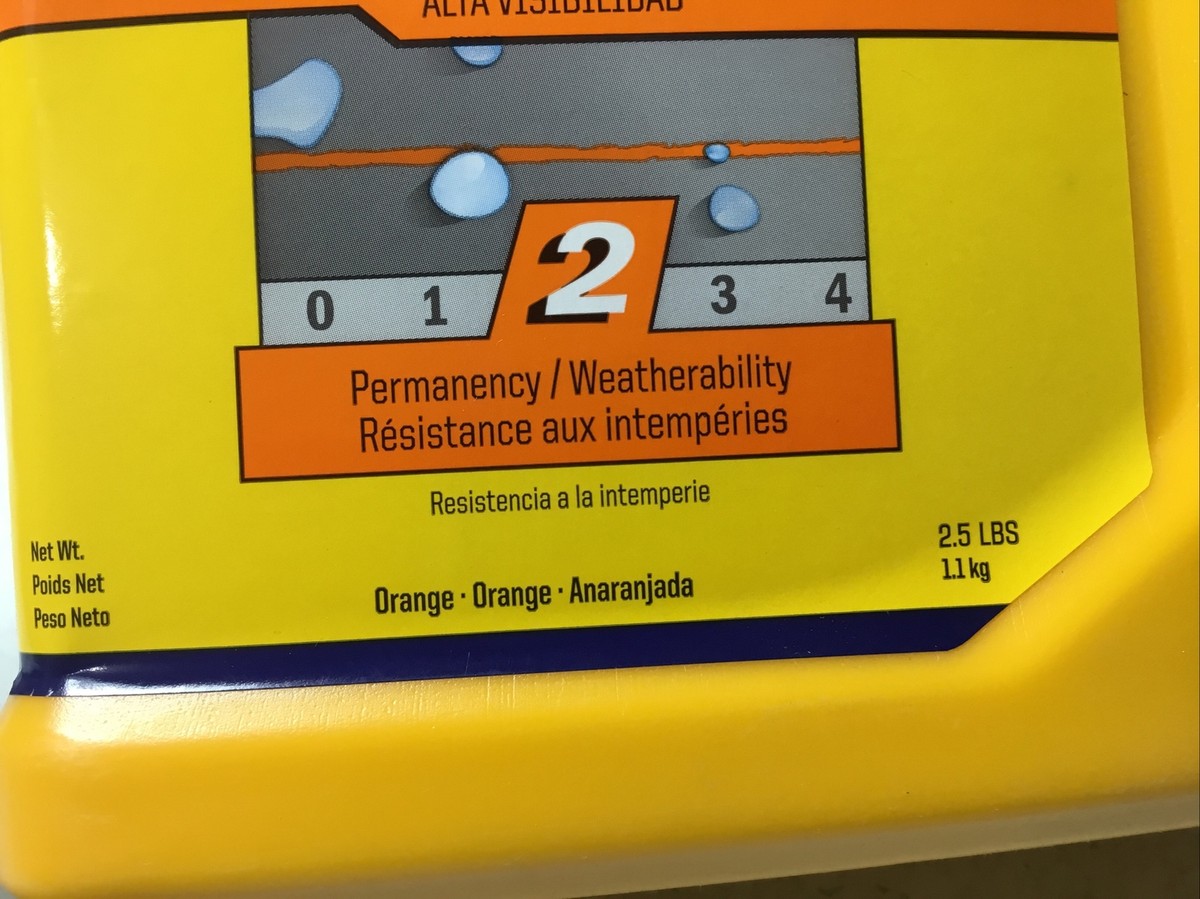 ALTA VISIBILIDAD
0 1 2 3 4
Permanency / Weatherability
Résistance aux intempéries
Resistencia a la intemperie
Net Wt.
Poids Net
Peso Neto
Orange · Orange · Anaranjada
2.5 LBS
1.1 kg